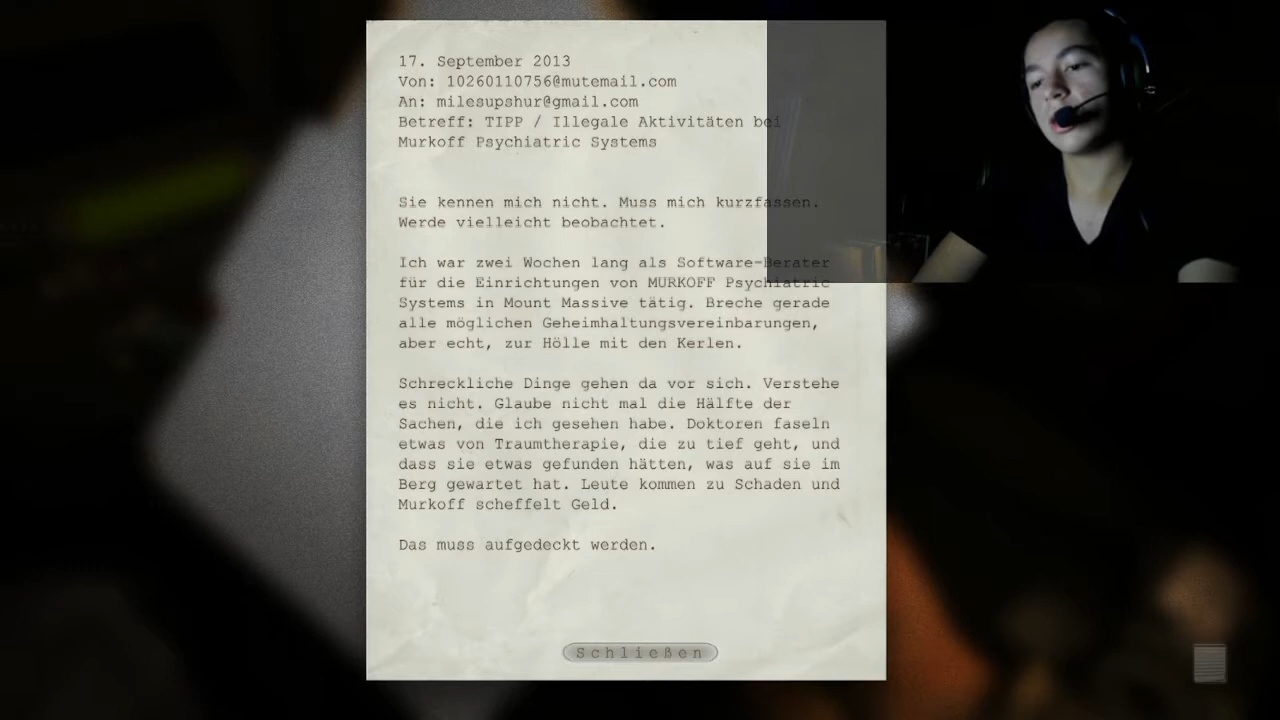 17. September 2013
Von: 10260110756@mutemail.com
An: milesupshur@gmail.com
Betreff: TIPP / Illegale Aktivitäten bei
Murkoff Psychiatric Systems
Sie kennen mich nicht. Muss mich kurzfassen.
Werde vielleicht beobachtet.
Ich war zwei Wochen lang als Software-Berater
für die Einrichtungen von MURKOFF Psychiatric
Systems in Mount Massive tätig. Breche gerade
alle möglichen Geheimhaltungsvereinbarungen,
aber echt, zur Hölle mit den Kerlen.
Schreckliche Dinge gehen da vor sich. Verstehe
es nicht. Glaube nicht mal die Hälfte der
Sachen, die ich gesehen habe. Doktoren faseln
etwas von Traumtherapie, die zu tief geht, und
dass sie etwas gefunden hätten, was auf sie im
Berg gewartet hat. Leute kommen zu Schaden und
Murkoff scheffelt Geld.
Das muss aufgedeckt werden.
Schließen